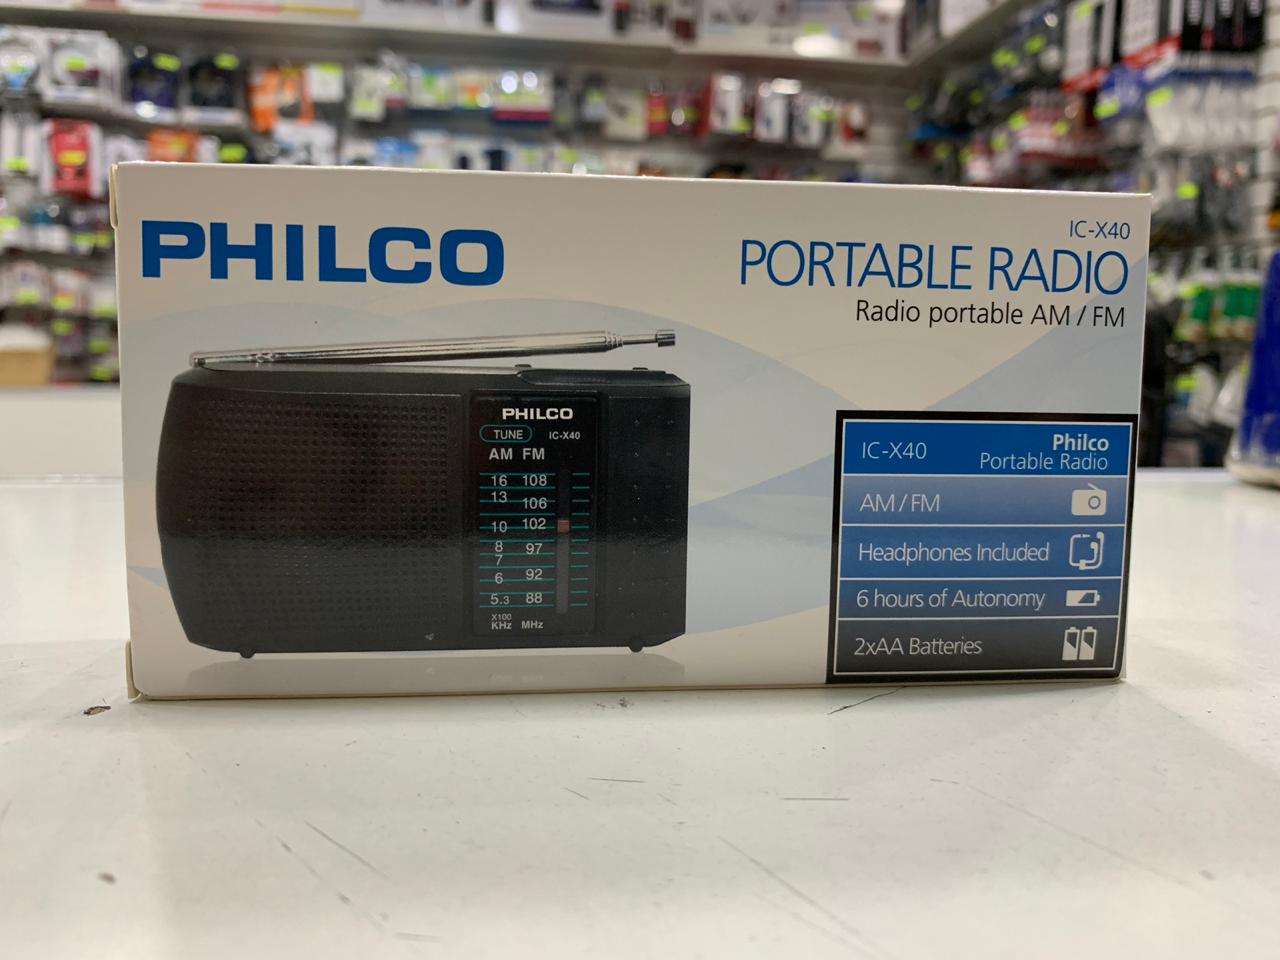 PHILCO
IC-X40
PORTABLE RADIO
Radio portable AM / FM
PHILCO
TUNE IC-X40
AM FM
16 108
13
106
10 102
8
97
7
6 92
5.3 88
X100
KHz MHz
IC-X40
Philco
Portable Radio
AM / FM
Headphones Included
6 hours of Autonomy
2xAA Batteries